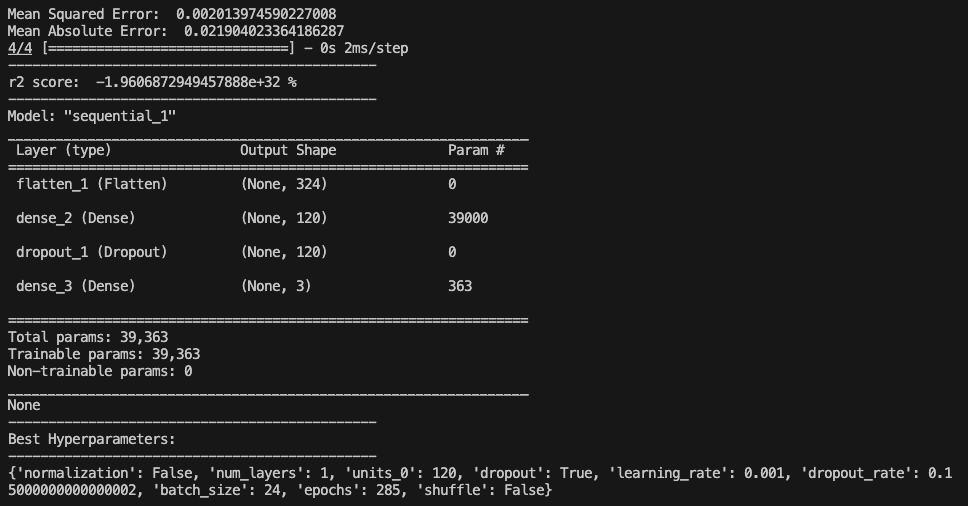 Mean Squared Error:  0.002013974590227008
Mean Absolute Error:  0.021904023364186287
4/4 [==============================] - 0s 2ms/step
----------------------------------------------
r2 score:  -1.9606872949457888e+32 %
----------------------------------------------
Model: "sequential_1"
_________________________________________________________________
 Layer (type)                Output Shape              Param #
=================================================================
 flatten_1 (Flatten)         (None, 324)               0
 dense_2 (Dense)             (None, 120)               39000
 dropout_1 (Dropout)         (None, 120)               0
 dense_3 (Dense)             (None, 3)                 363
=================================================================
Total params: 39,363
Trainable params: 39,363
Non-trainable params: 0
_________________________________________________________________
None
----------------------------------------------
Best Hyperparameters:
----------------------------------------------
{'normalization': False, 'num_layers': 1, 'units_0': 120, 'dropout': True, 'learning_rate': 0.001, 'dropout_rate': 0.1
5000000000000002, 'batch_size': 24, 'epochs': 285, 'shuffle': False}